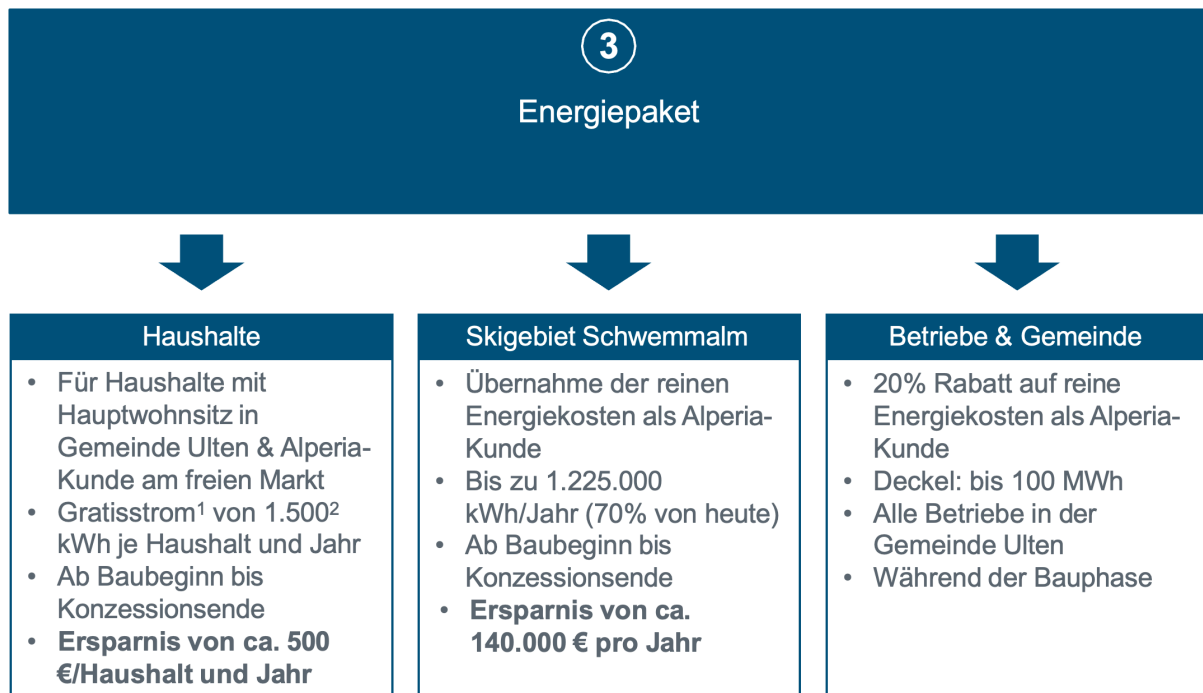 3
Energiepaket
Haushalte
• Für Haushalte mit
Hauptwohnsitz in
Gemeinde Ulten & Alperia-
Kunde am freien Markt
• Gratisstrom¹ von 1.500²
kWh je Haushalt und Jahr
• Ab Baubeginn bis
Konzessionsende
• Ersparnis von ca. 500
€/Haushalt und Jahr
Skigebiet Schwemmalm
• Übernahme der reinen
Energiekosten als Alperia-
Kunde
• Bis zu 1.225.000
kWh/Jahr (70% von heute)
• Ab Baubeginn bis
Konzessionsende
• Ersparnis von ca.
140.000 € pro Jahr
Betriebe & Gemeinde
• 20% Rabatt auf reine
Energiekosten als Alperia-
Kunde
• Deckel: bis 100 MWh
• Alle Betriebe in der
Gemeinde Ulten
• Während der Bauphase